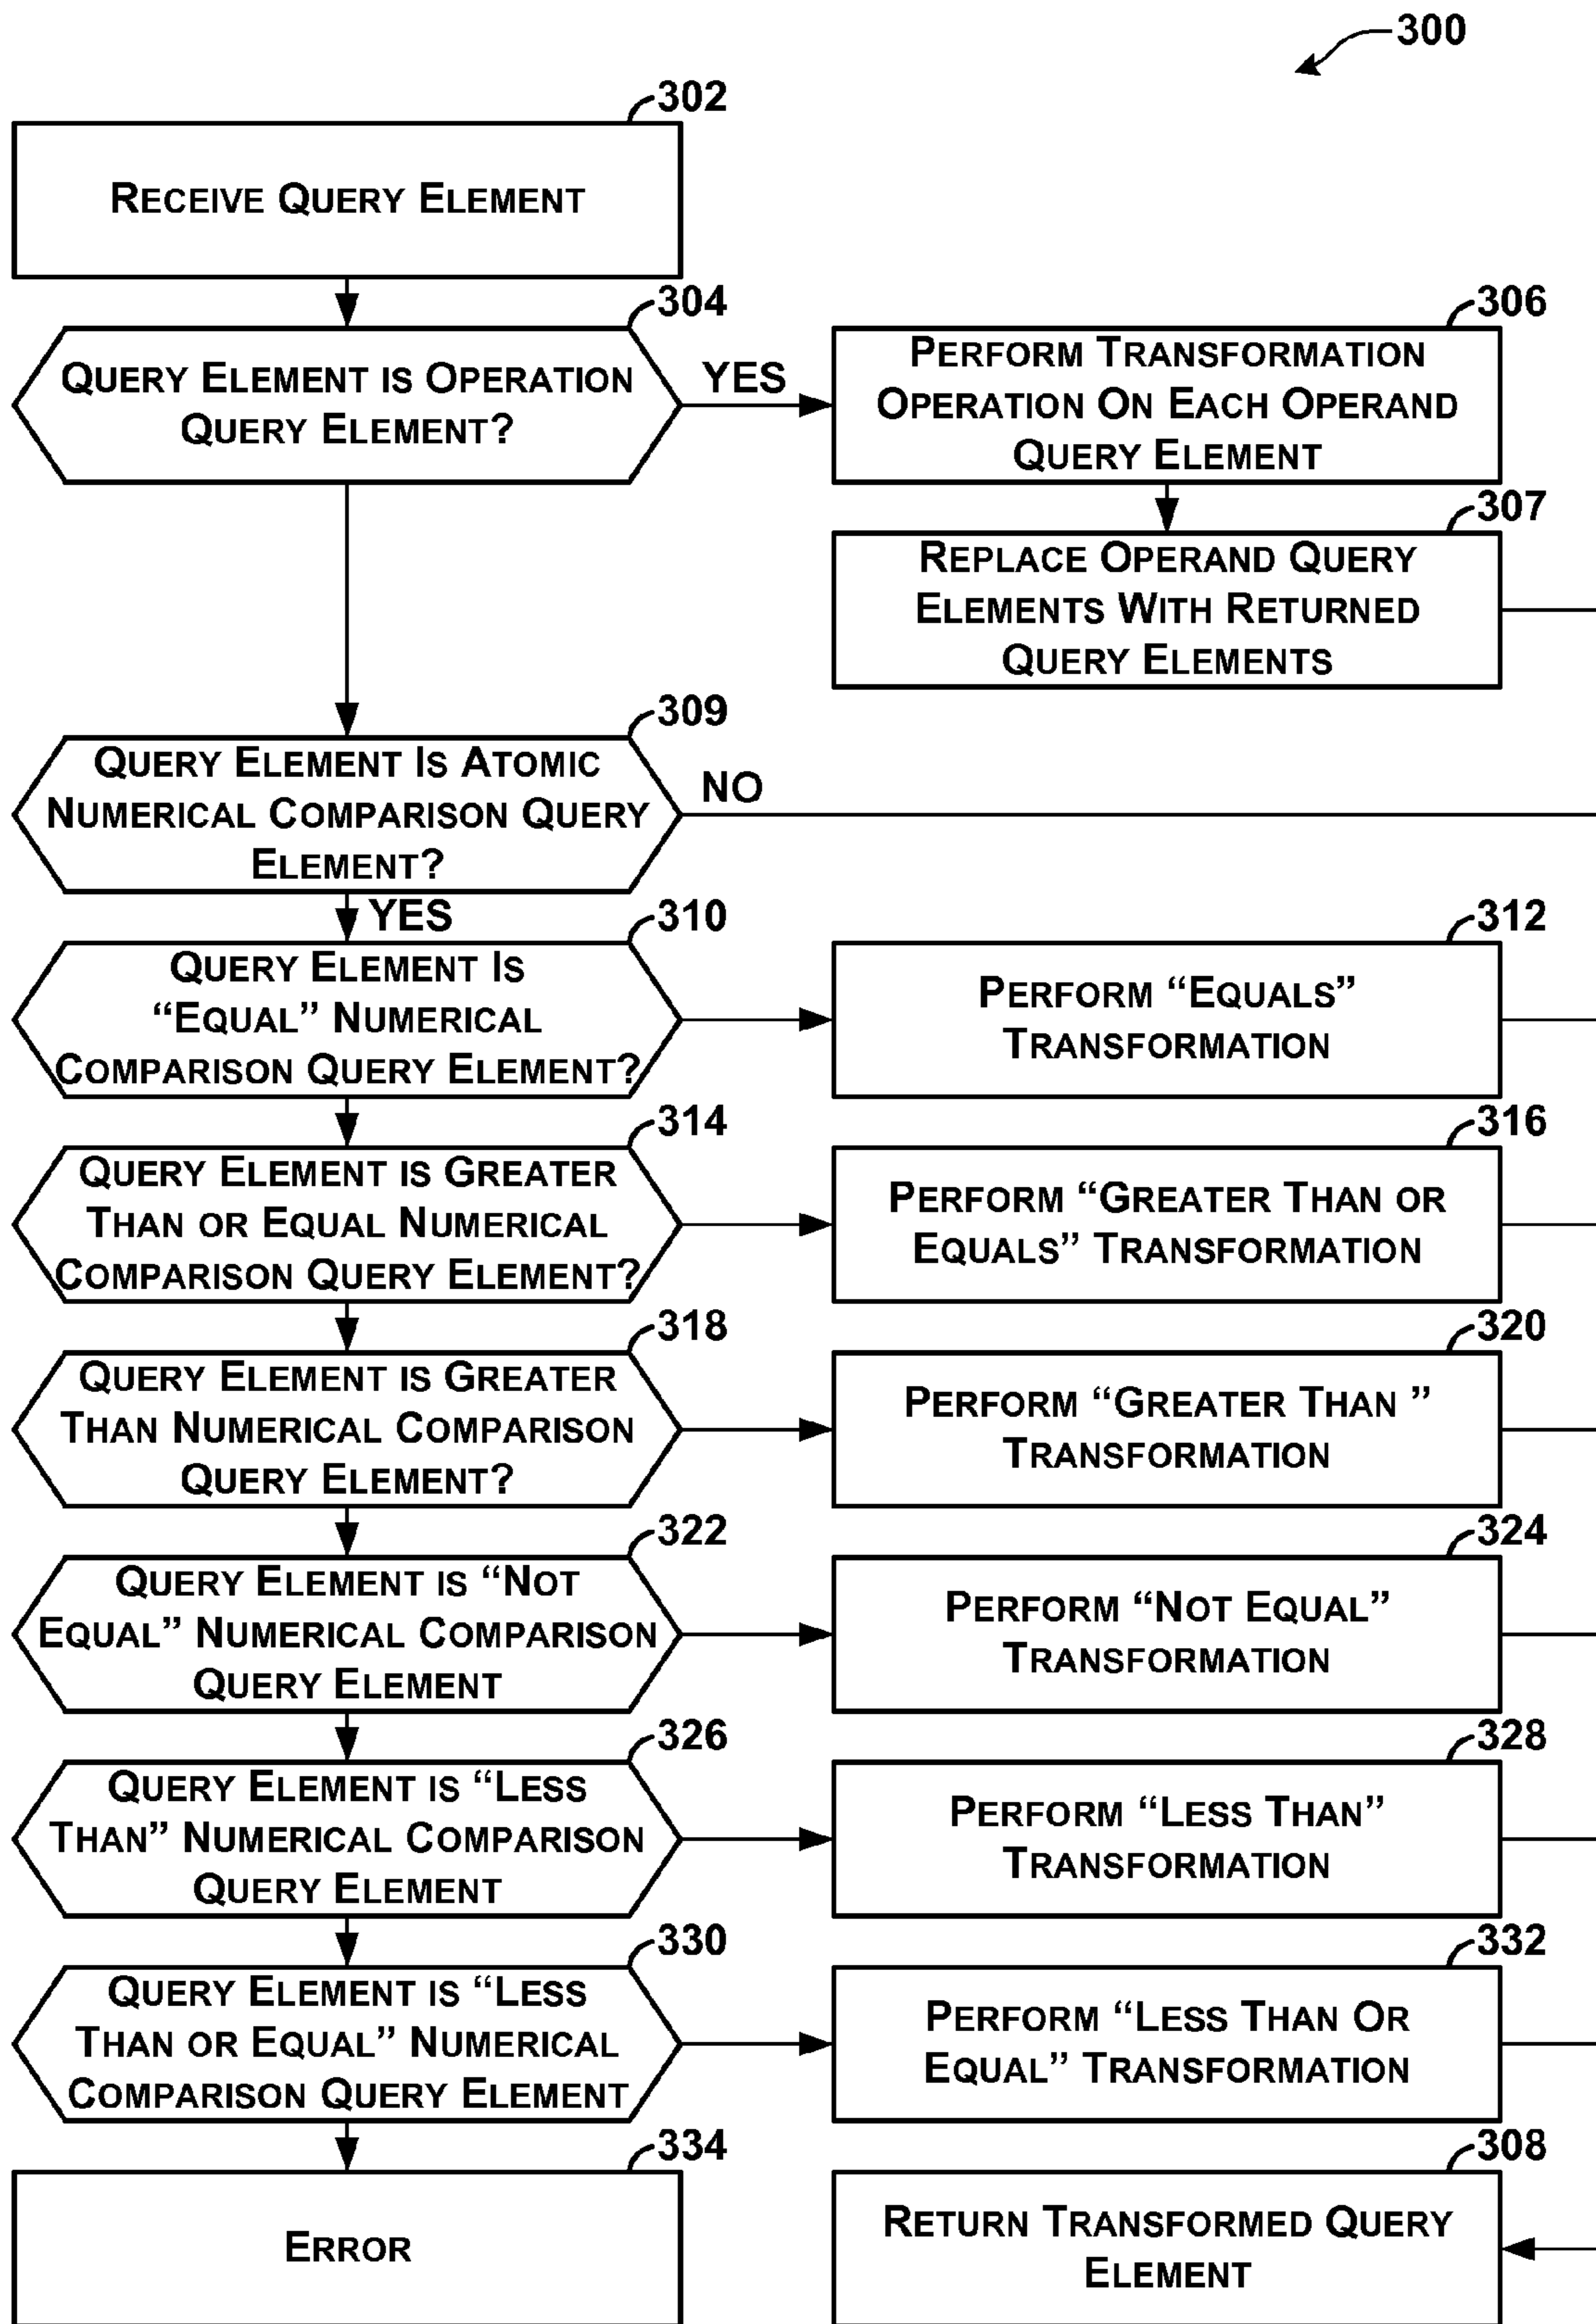 300
302
RECEIVE QUERY ELEMENT
304
QUERY ELEMENT IS OPERATION
QUERY ELEMENT?
YES
306
PERFORM TRANSFORMATION
OPERATION ON EACH OPERAND
QUERY ELEMENT
307
REPLACE OPERAND QUERY
ELEMENTS WITH RETURNED
QUERY ELEMENTS
309
QUERY ELEMENT IS ATOMIC
NUMERICAL COMPARISON QUERY
ELEMENT?
NO
YES
310
QUERY ELEMENT IS
“EQUAL” NUMERICAL
COMPARISON QUERY ELEMENT?
312
PERFORM “EQUALS”
TRANSFORMATION
314
QUERY ELEMENT IS GREATER
THAN OR EQUAL NUMERICAL
COMPARISON QUERY ELEMENT?
316
PERFORM “GREATER THAN OR
EQUALS” TRANSFORMATION
318
QUERY ELEMENT IS GREATER
THAN NUMERICAL COMPARISON
QUERY ELEMENT?
320
PERFORM “GREATER THAN ”
TRANSFORMATION
322
QUERY ELEMENT IS “NOT
EQUAL” NUMERICAL COMPARISON
QUERY ELEMENT
324
PERFORM “NOT EQUAL”
TRANSFORMATION
326
QUERY ELEMENT IS “LESS
THAN” NUMERICAL COMPARISON
QUERY ELEMENT
328
PERFORM “LESS THAN”
TRANSFORMATION
330
QUERY ELEMENT IS “LESS
THAN OR EQUAL” NUMERICAL
COMPARISON QUERY ELEMENT
332
PERFORM “LESS THAN OR
EQUAL” TRANSFORMATION
334
ERROR
308
RETURN TRANSFORMED QUERY
ELEMENT